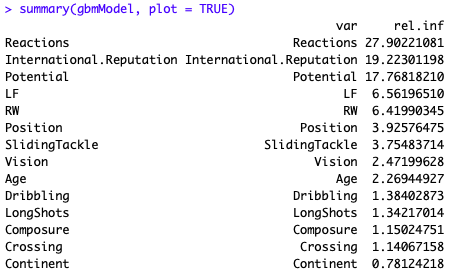 > summary(gbmModel, plot = TRUE)
var rel.inf
Reactions Reactions 27.90221081
International.Reputation International.Reputation 19.22301198
Potential Potential 17.76818210
LF LF 6.56196510
RW RW 6.41990345
Position Position 3.92576475
SlidingTackle SlidingTackle 3.75483714
Vision Vision 2.47199628
Age Age 2.26944927
Dribbling Dribbling 1.38402873
LongShots LongShots 1.34217014
Composure Composure 1.15024751
Crossing Crossing 1.14067158
Continent Continent 0.78124218